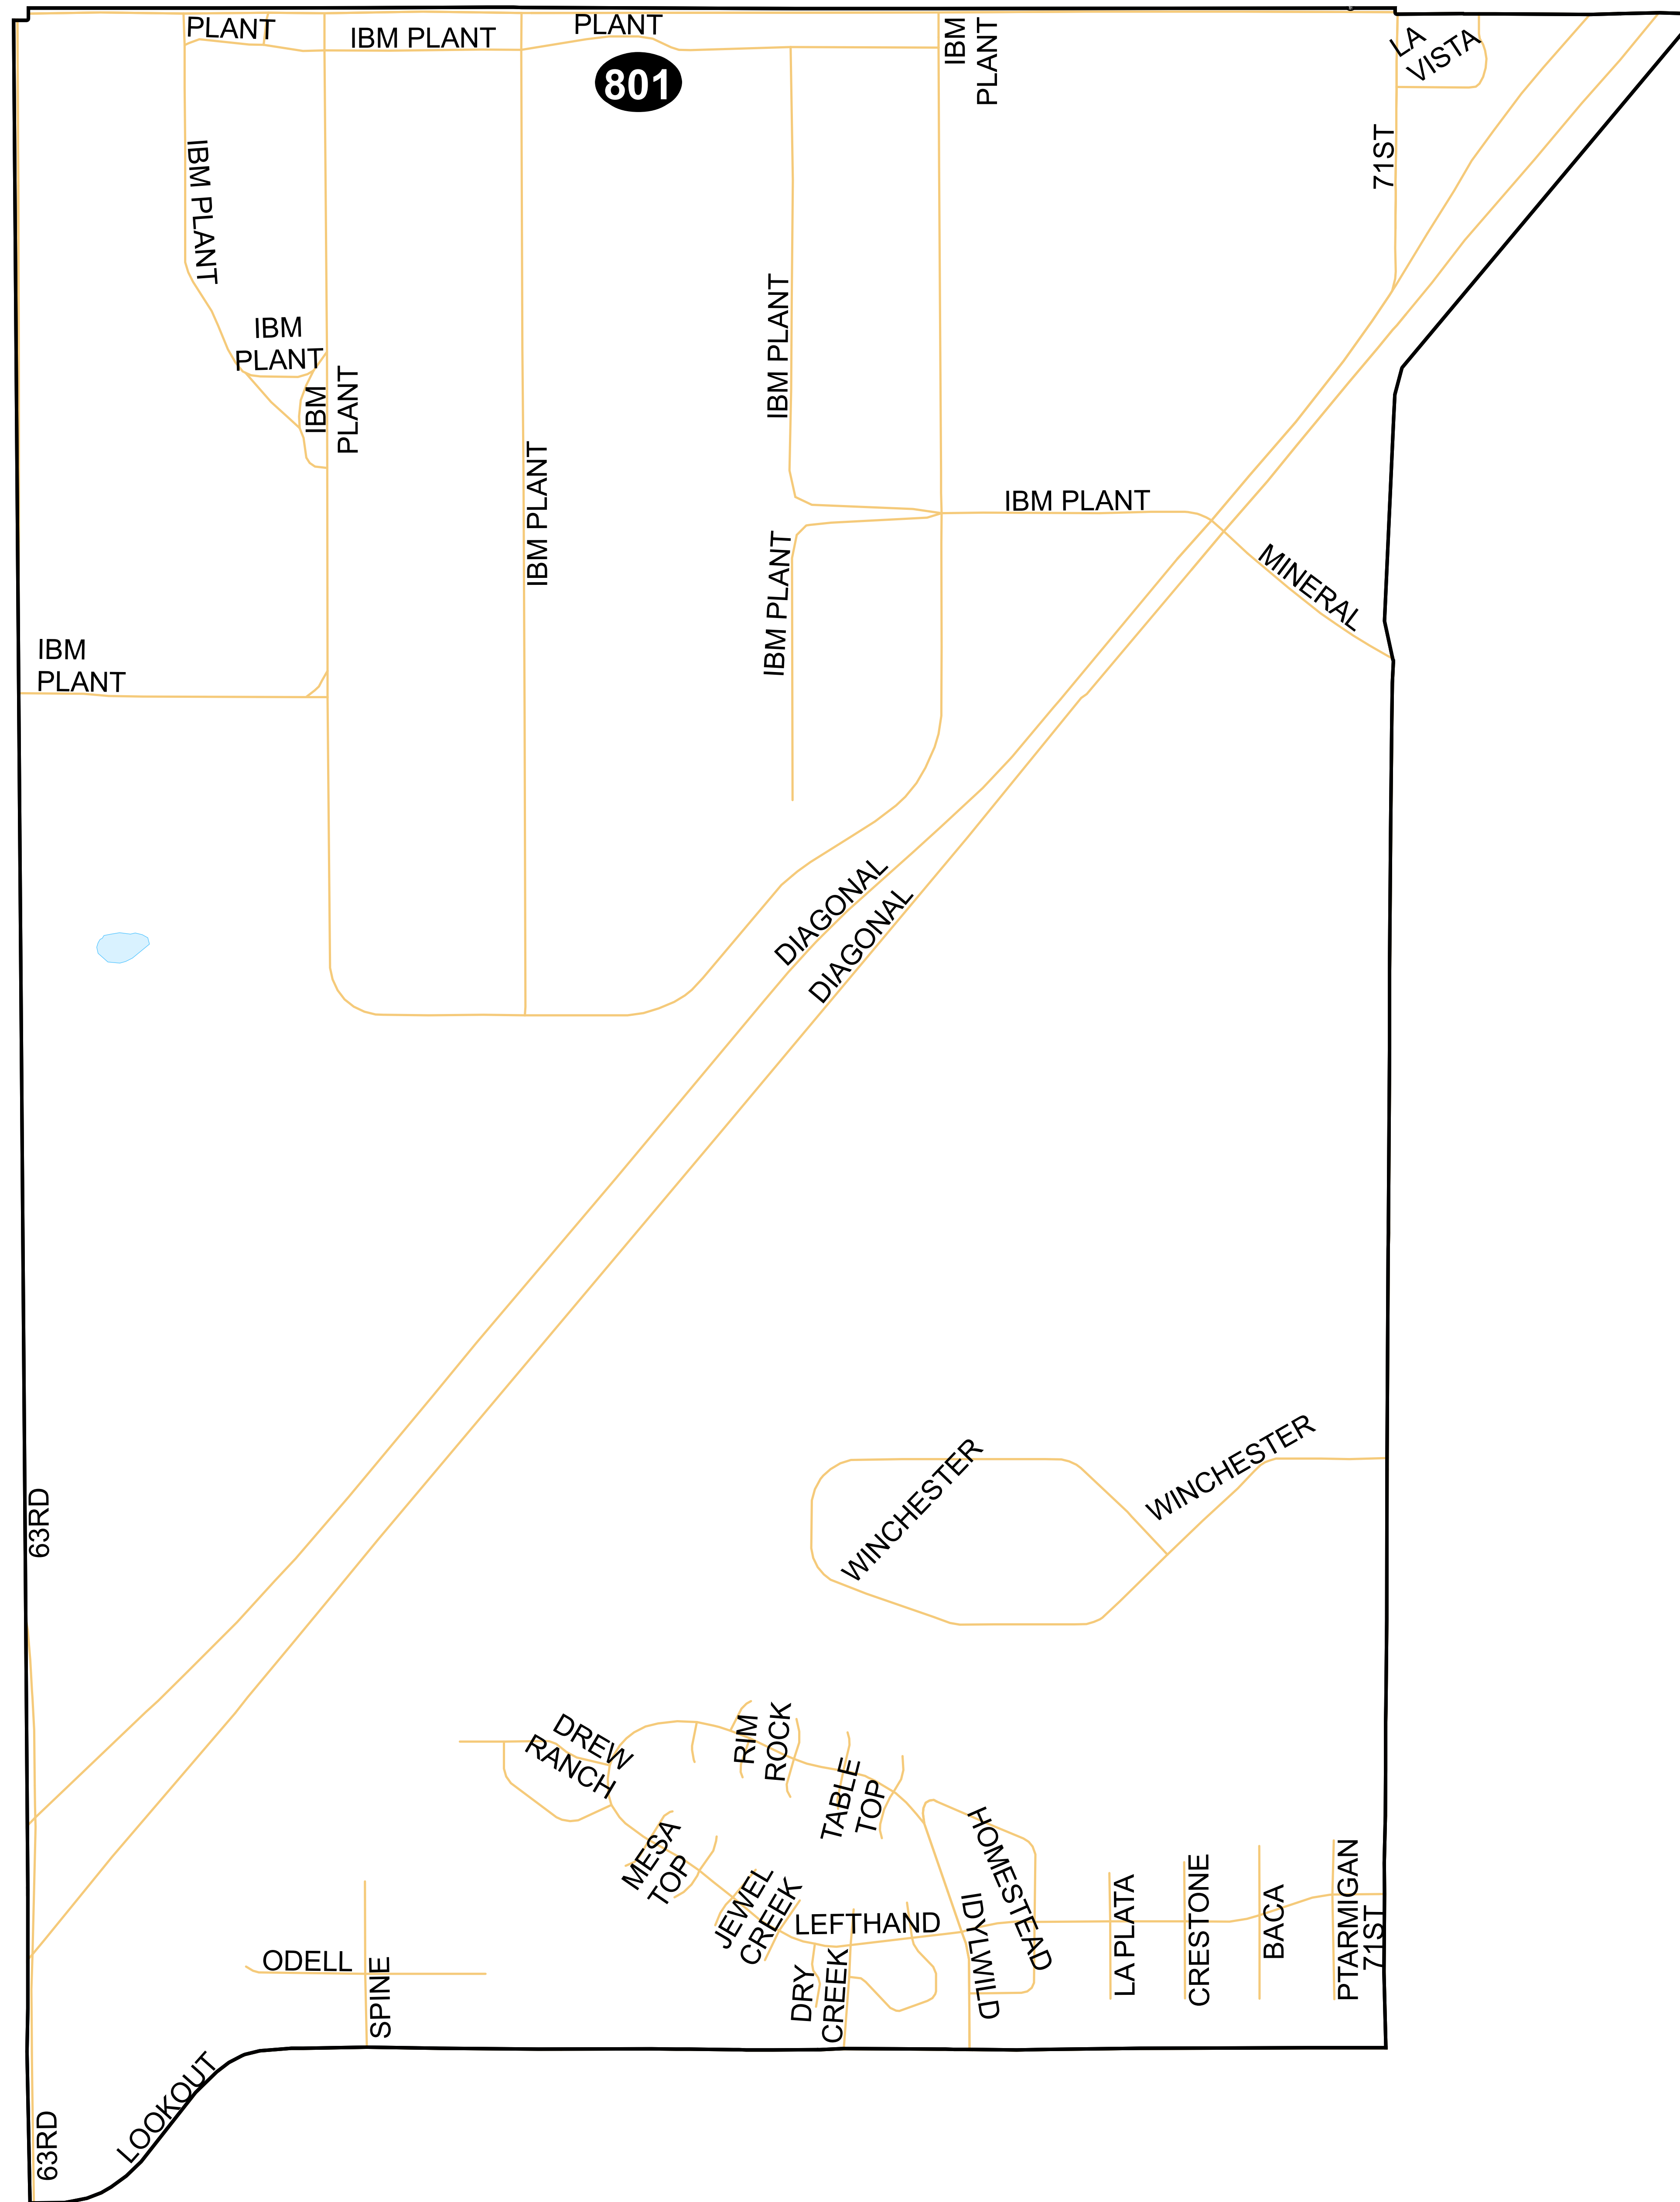 PLANT
IBM PLANT
PLANT
801
IBM
PLANT
LA
VISTA
71ST
IBM PLANT
IBM
PLANT
IBM
PLANT
IBM PLANT
IBM PLANT
IBM PLANT
IBM PLANT
MINERAL
IBM
PLANT
DIAGONAL
DIAGONAL
63RD
WINCHESTER
WINCHESTER
DREW
RANCH
RIM
ROCK
TABLE
TOP
MESA
TOP
JEWEL
CREEK
LEFTHAND
HOMESTEAD
IDYLWILD
LA PLATA
CRESTONE
BACA
PTARMIGAN
71ST
ODELL
SPINE
DRY
CREEK
LOOKOUT
63RD